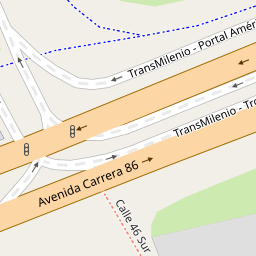 TransMilenio - Portal Amér
TransMilenio - Tro
Avenida Carrera 86
Calle 46 Sur